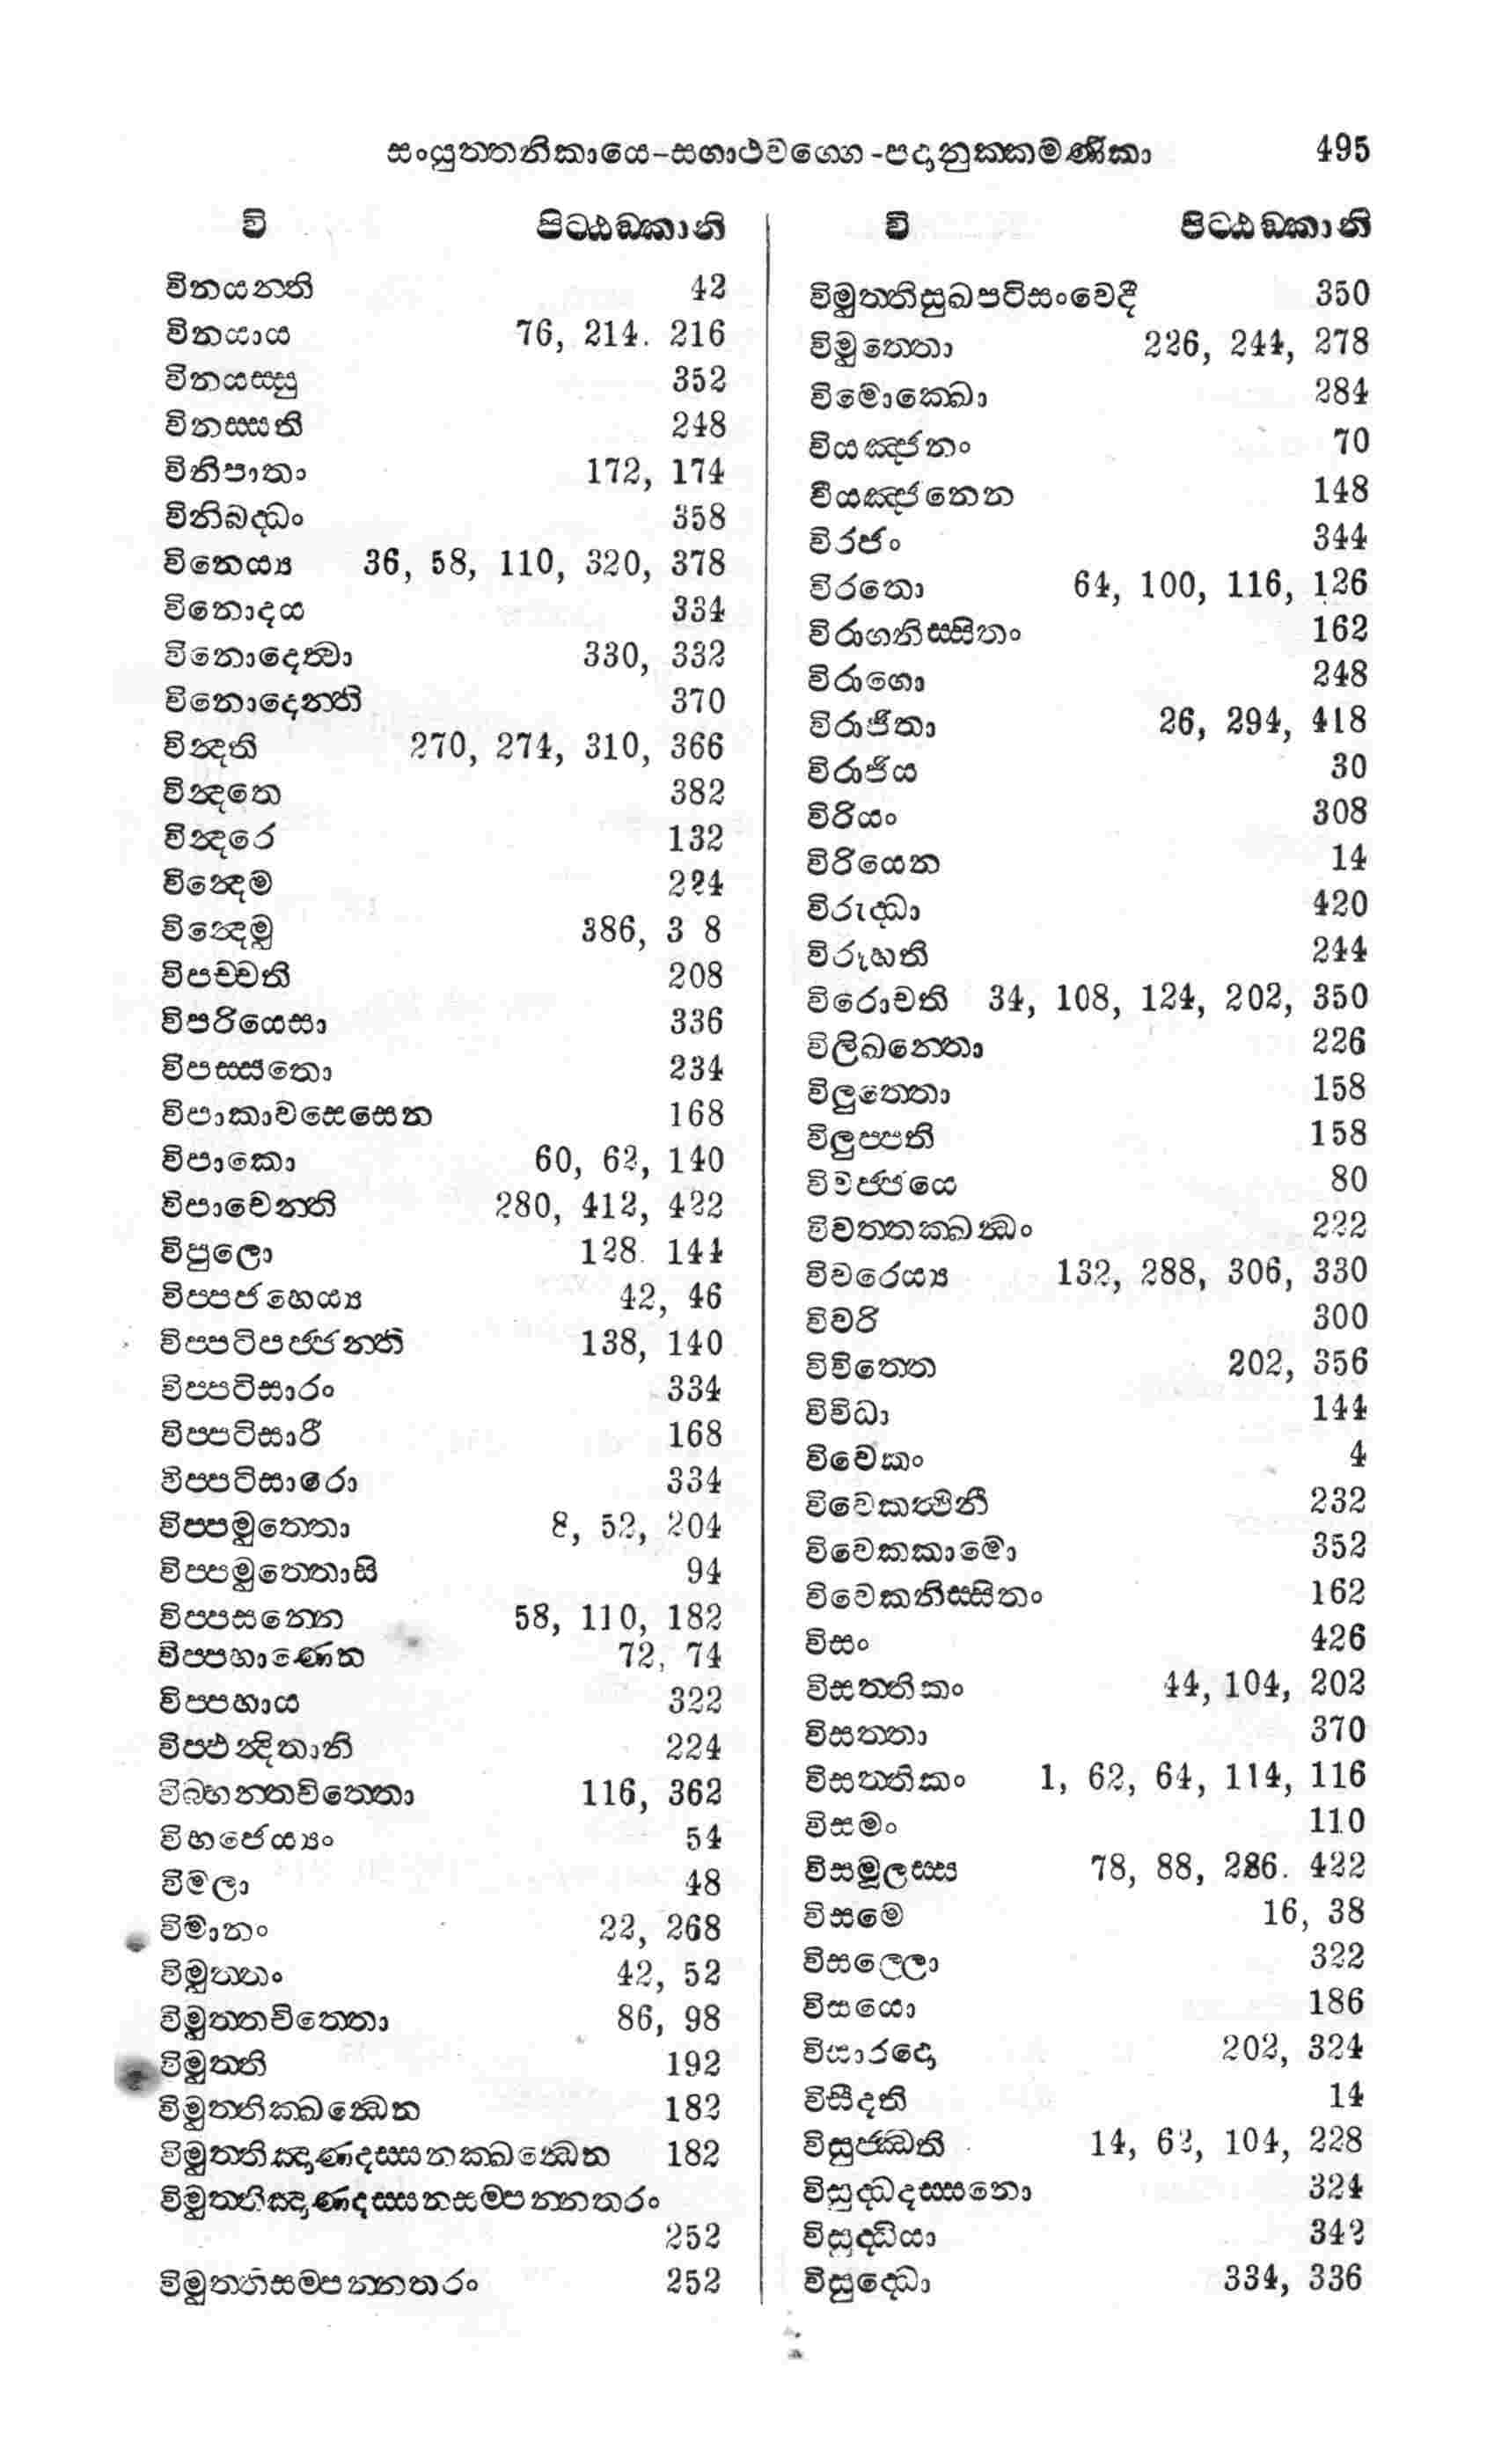 සංයුත්තනිකායෙ-සගාථවග්ගෙ-පදානුක්කමණිකා 495
වි පිට්ඨඞ්කානි
විනයන්ති 42
විනයාය 76, 214. 216
විනයස්සු 352
විනස්සති 248
විනිපාතා 172, 174
විනිබද්ධං 358
විනෙය්‍ය 36, 58, 110, 320, 378
විනොදය 334
විනොදෙත්‍වා 330, 332
විනොදෙන්ති 370
වින්‍දති 270, 274, 310, 366
වින්‍දතෙ 382
වින්‍දරෙ 132
වින්‍දෙම 224
වින්‍දෙමු 386, 3 8
විපච්චති 208
විපරියෙසා 336
විපස්සතො 234
විපාකාවසෙසෙන 168
විපාකො 60, 62, 140
විපාචෙන්ති 280, 412, 422
විපුලො 128. 144
විප්පජහෙය්‍ය 42, 46
විප්පටිපජ්ජන්ති 138, 140
විප්පටිසාරං 334
විප්පටිසාරී 168
විප්පටිසාරො 334
විප්පමුත්තො 8, 52, 204
විප්පමුත්තොසි 94
විප්පසන්නෙන 58, 110, 182
විප්පහාණෙන 72, 74
විප්පහාය 322
විප්ඵන්‍දිතානි 224
විබ්භන්තචිත්තො 116, 362
විභජෙය්‍යං 54
විමලා 48
විමානං 22, 268
විමුත්තං 42, 52
විමුත්තචිත්තො 86, 98
විමුත්ති 192
විමුත්තික්ඛන්ධෙන 182
විමුත්තිඤාණදස්සනක්ඛන්ධෙන 182
විමුත්තිඤාණදස්සනසම්පන්නතරං
252
විමුත්තිසම්පන්නතරං 252
වි පිට්ඨඞ්කානි
විමුත්තිසුඛපටිසංවෙදී 350
විමුත්තො 226, 244, 278
විමොක්ඛො 284
වියඤ්ජනං 70
වියඤ්ජනෙන 148
විරජං 344
විරතො 64, 100, 116, 126
විරාගනිස්සිතං 162
විරාගො 248
විරාජිතා 26, 294, 418
විරාජිය 30
විරියං 308
විරියෙන 14
විරුද්ධා 420
විරූහති 244
විරොචති 34, 108, 124, 202, 350
විලිඛන්තො 226
විලුත්තො 158
විලුප්පති 158
විවජ්ජයෙ 80
විවත්තක්ඛන්ධං 222
විවරෙය්‍ය 132, 288, 306, 330
විවරි 300
විවිත්තෙ 202, 356
විවිධා 144
විවෙකං 4
විවෙකත්ථිනී 232
විවෙකකාමො 352
විවෙකනිස්සිතං 162
විසං 426
විසත්තිකං 44, 104, 202
විසත්තා 370
විසත්තිකං 1, 62, 64, 114, 116
විසමං 110
විසමූලස්ස 78, 88, 286. 422
විසමෙ 16, 38
විසල්ලො 322
විසයො 186
විසාරදො 202, 324
විසීදති 14
විසුජ්ඣති 14, 62, 104, 228
විසුද්ධදස්සනො 324
විසුද්ධියා 342
විසුද්ධො 334, 336